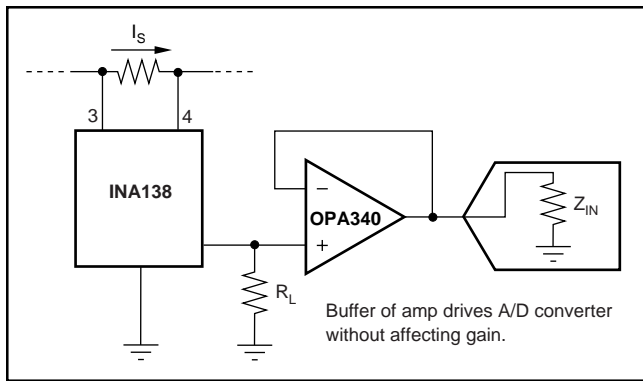 I_S
3 4
INA138
−
OPA340
+
R_L
Z_IN
Buffer of amp drives A/D converter
without affecting gain.